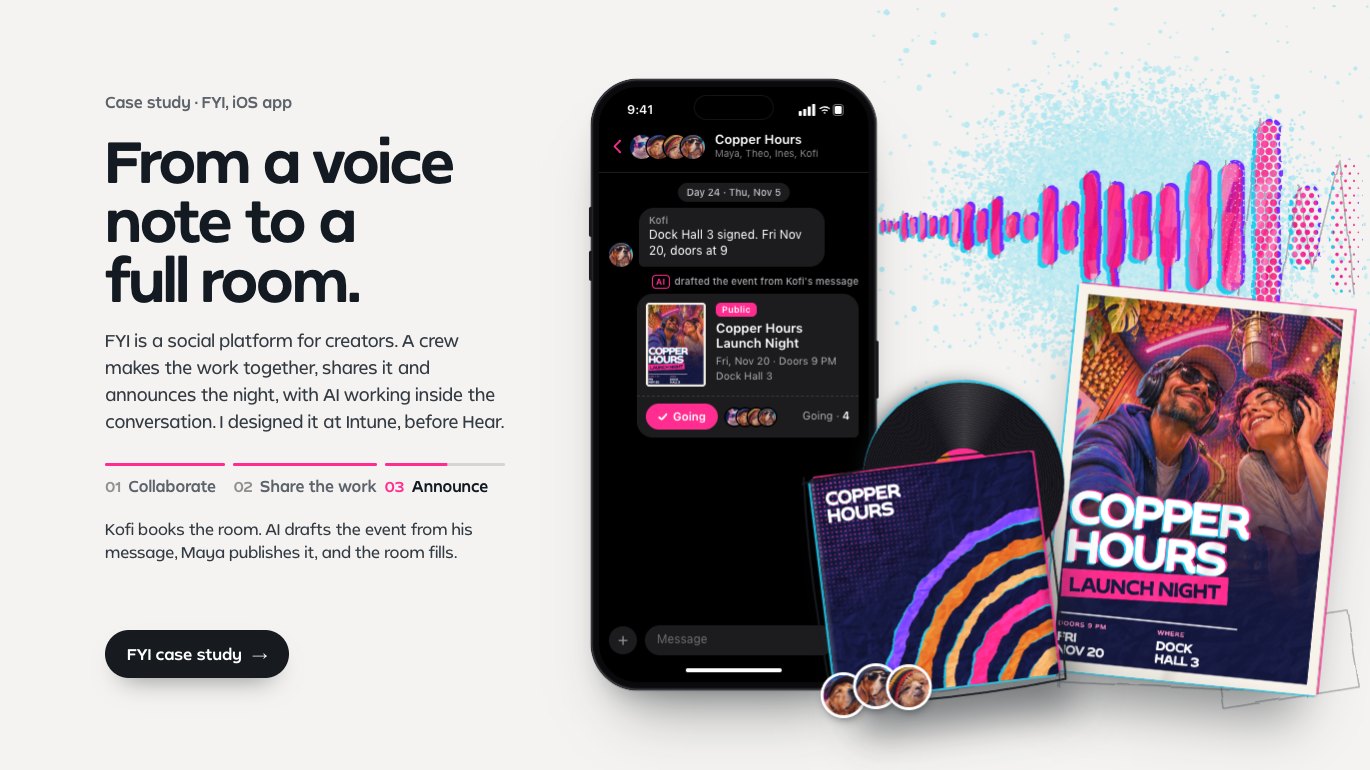 Case study · FYI, iOS app
From a voice
note to a
full room.
FYI is a social platform for creators. A crew
makes the work together, shares it and
announces the night, with AI working inside the
conversation. I designed it at Intune, before Hear.
01 Collaborate
02 Share the work
03 Announce
Kofi books the room. AI drafts the event from his
message, Maya publishes it, and the room fills.
FYI case study →
9:41
Copper Hours
Maya, Theo, Ines, Kofi
Day 24 · Thu, Nov 5
Kofi
Dock Hall 3 signed. Fri Nov
20, doors at 9
AI drafted the event from Kofi's message
COPPER
HOURS
LAUNCH NIGHT
Public
Copper Hours
Launch Night
Fri, Nov 20 · Doors 9 PM
Dock Hall 3
Going
Going · 4
Message
COPPER
HOURS
COPPER
HOURS
LAUNCH NIGHT
DOORS 9 PM
FRI
NOV 20
WHERE
DOCK
HALL 3